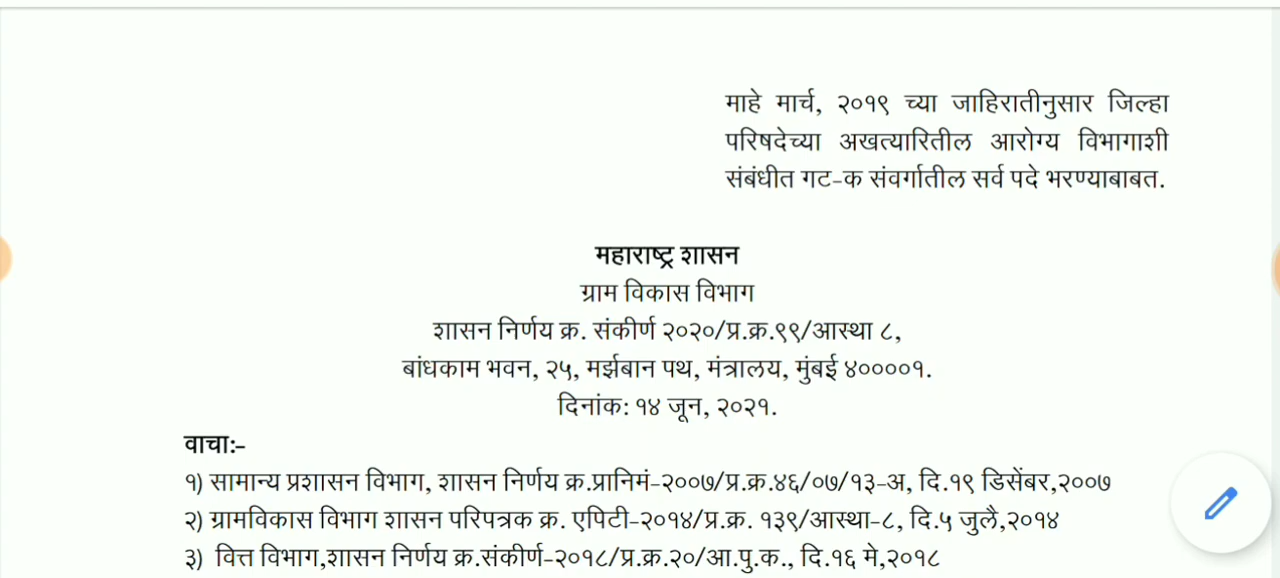 माहे मार्च, २०१९ च्या जाहिरातीनुसार जिल्हा
परिषदेच्या अखत्यारितील आरोग्य विभागाशी
संबंधीत गट-क संवर्गातील सर्व पदे भरण्याबाबत.
महाराष्ट्र शासन
ग्राम विकास विभाग
शासन निर्णय क्र. संकीर्ण २०२०/प्र.क्र.९९/आस्था ८,
बांधकाम भवन, २५, मर्झबान पथ, मंत्रालय, मुंबई ४००००१.
दिनांक: १४ जून, २०२१.
वाचा:-
१) सामान्य प्रशासन विभाग, शासन निर्णय क्र.प्रानिमं-२००७/प्र.क्र.४६/०७/१३-अ, दि.१९ डिसेंबर,२००७
२) ग्रामविकास विभाग शासन परिपत्रक क्र. एपिटी-२०१४/प्र.क्र. १३९/आस्था-८, दि.५ जुलै,२०१४
३) वित्त विभाग,शासन निर्णय क्र.संकीर्ण-२०१८/प्र.क्र.२०/आ.पु.क., दि.१६ मे,२०१८